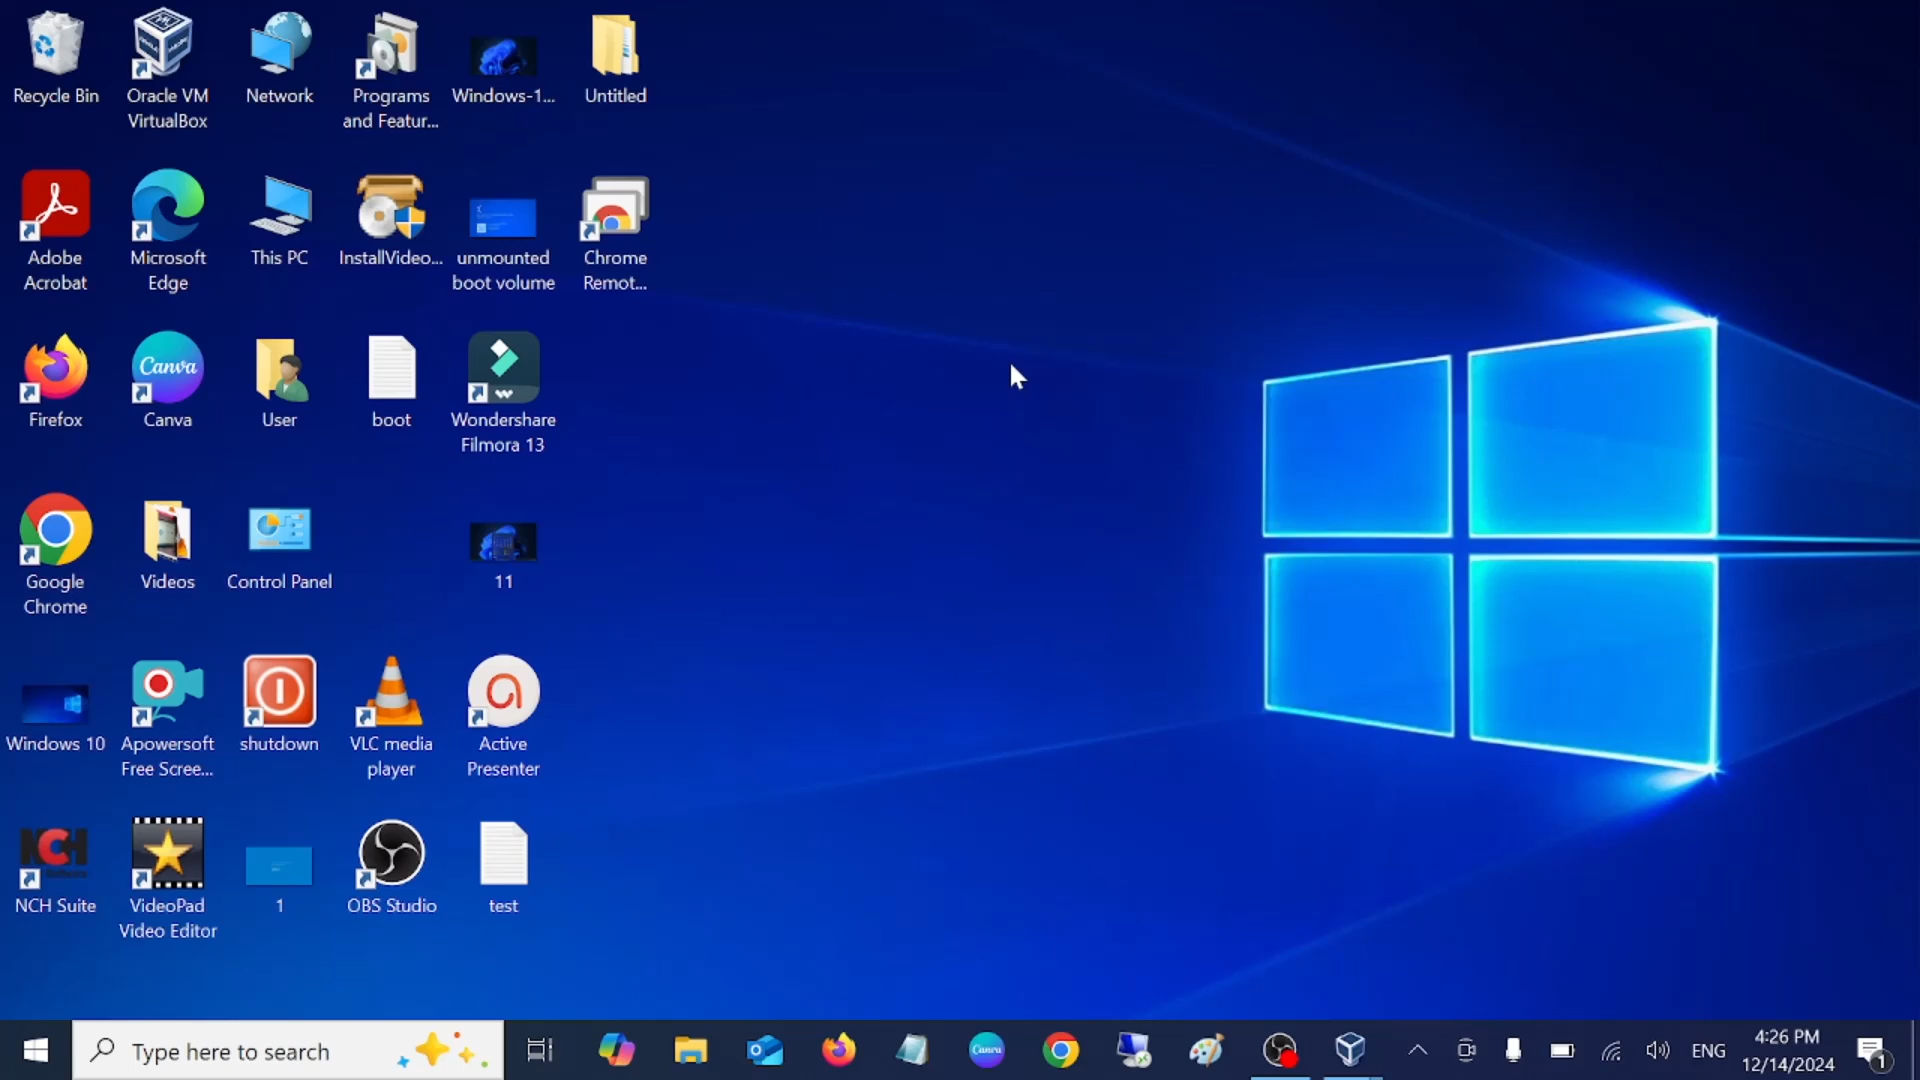 Recycle Bin
Oracle VM
VirtualBox
Network
Programs
and Featur...
Windows-1...
Untitled
Adobe
Acrobat
Microsoft
Edge
This PC
InstallVideo...
unmounted
boot volume
Chrome
Remot...
Firefox
Canva
Canva
User
boot
Wondershare
Filmora 13
Google
Chrome
Videos
Control Panel
11
Windows 10
Apowersoft
Free Scree...
shutdown
VLC media
player
Active
Presenter
NCH
NCH Suite
VideoPad
Video Editor
1
OBS Studio
test
Type here to search
Canva
ENG
4:26 PM
12/14/2024
1